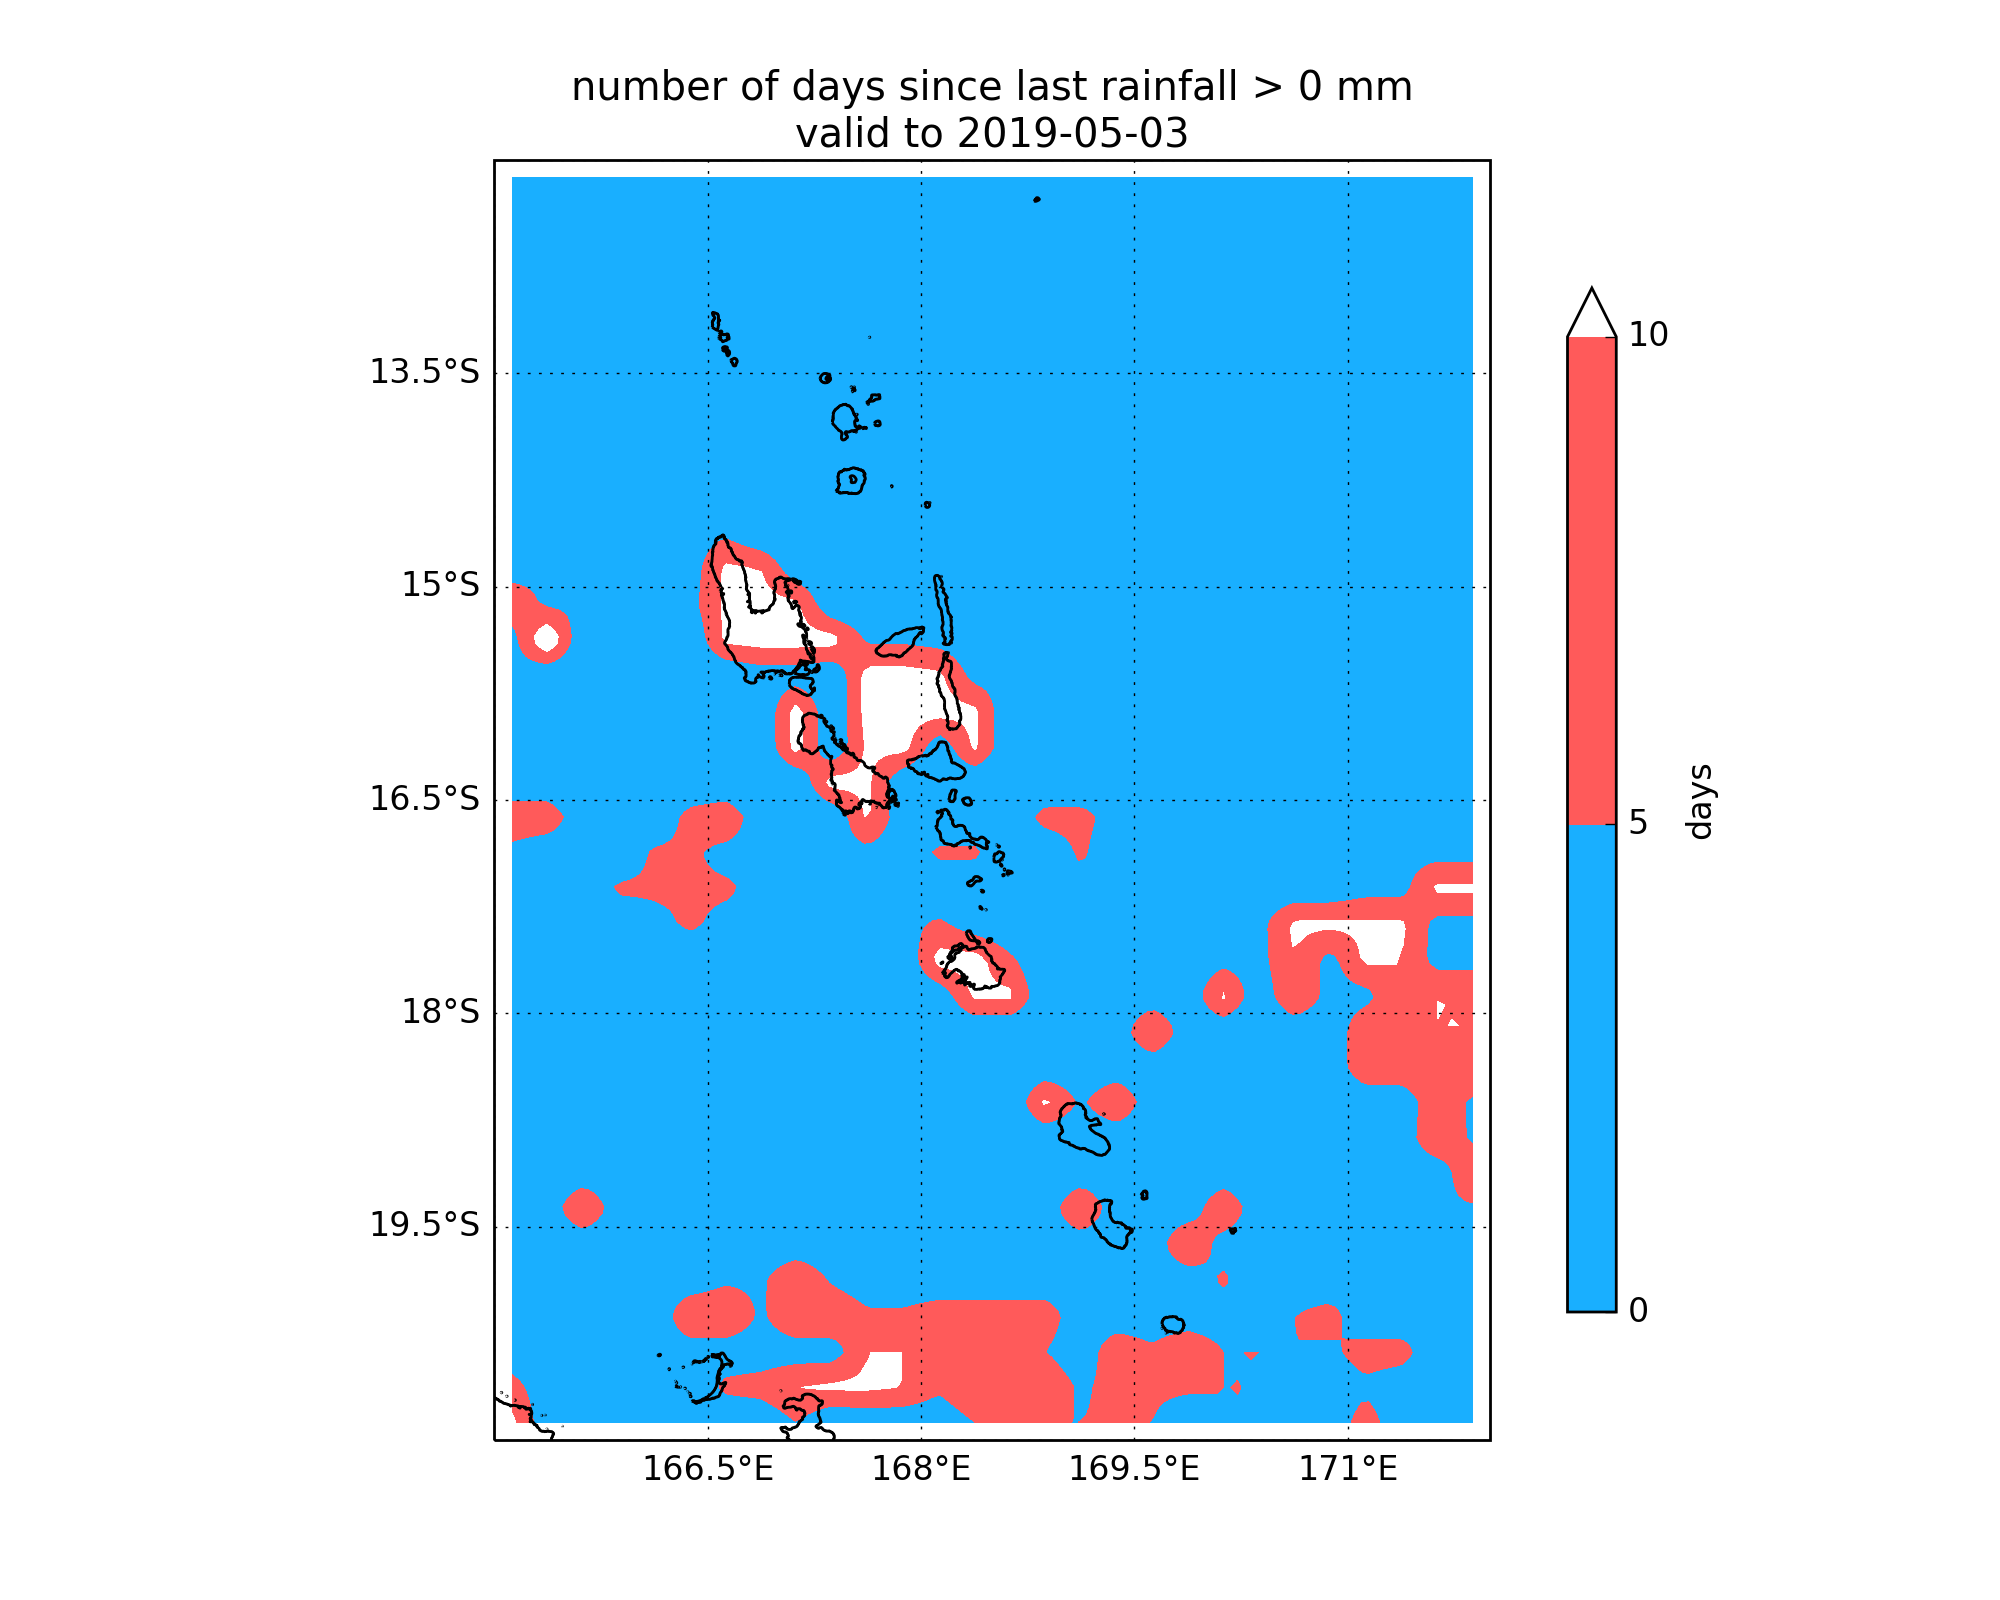 number of days since last rainfall > 0 mm
valid to 2019-05-03
13.5°S
15°S
16.5°S
18°S
19.5°S
166.5°E
168°E
169.5°E
171°E
10
5
0
days